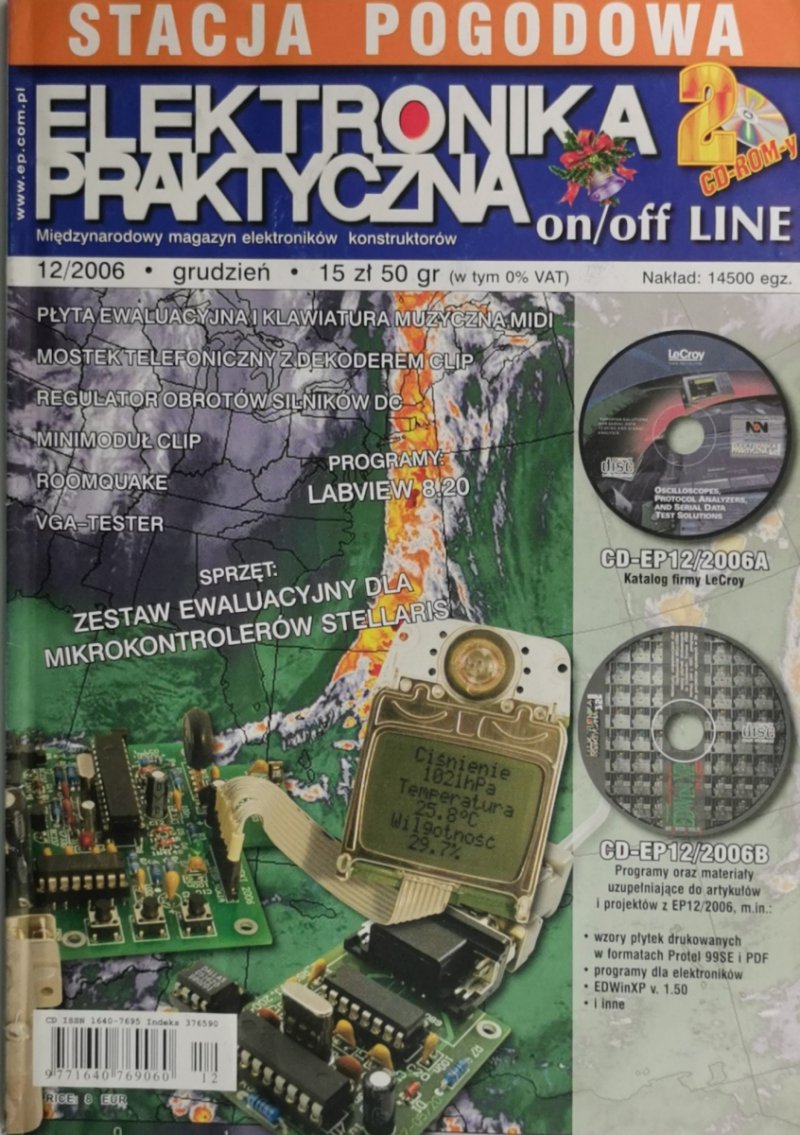 STACJA POGODOWA
www.ep.com.pl
ELEKTRONIKA
PRAKTYCZNA
2
CD-ROM-y
on/off LINE
Międzynarodowy magazyn elektroników konstruktorów
12/2006 • grudzień • 15 zł 50 gr (w tym 0% VAT)
Nakład: 14500 egz.
PŁYTA EWALUACYJNA I KLAWIATURA MUZYCZNA MIDI
MOSTEK TELEFONICZNY Z DEKODEREM CLIP
REGULATOR OBROTÓW SILNIKÓW DC
MINIMODUŁ CLIP
ROOMQUAKE
VGA-TESTER
PROGRAMY:
LABVIEW 8.20
SPRZĘT:
ZESTAW EWALUACYJNY DLA
MIKROKONTROLERÓW STELLARIS
LeCroy
ELEKTRONIKA
PRAKTYCZNA
disc
OSCILLOSCOPES,
PROTOCOL ANALYZERS,
AND SERIAL DATA
TEST SOLUTIONS
CD-EP12/2006A
Katalog firmy LeCroy
disc
CD-EP12/2006B
Programy oraz materiały
uzupełniające do artykułów
i projektów z EP12/2006, m.in.:
• wzory płytek drukowanych
w formatach Protel 99SE i PDF
• programy dla elektroników
• EDWinXP v. 1.50
• i inne
Ciśnienie
1021hPa
Temperatura
25.8°C
Wilgotność
29.7%
CD ISSN 1640-7695 Indeks 376590
9 771640 769060
12
RICE: 8 EUR